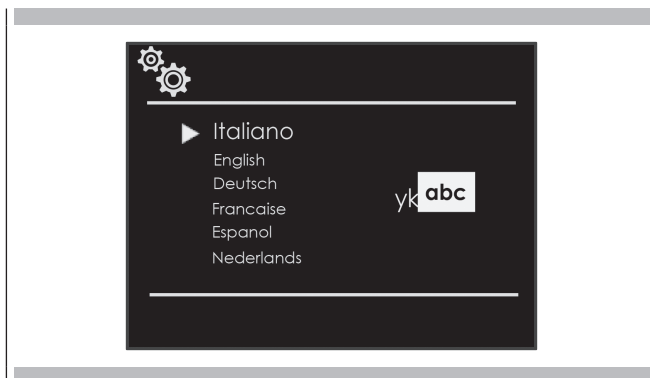 Italiano
English
Deutsch
Francaise
Espanol
Nederlands
yk abc